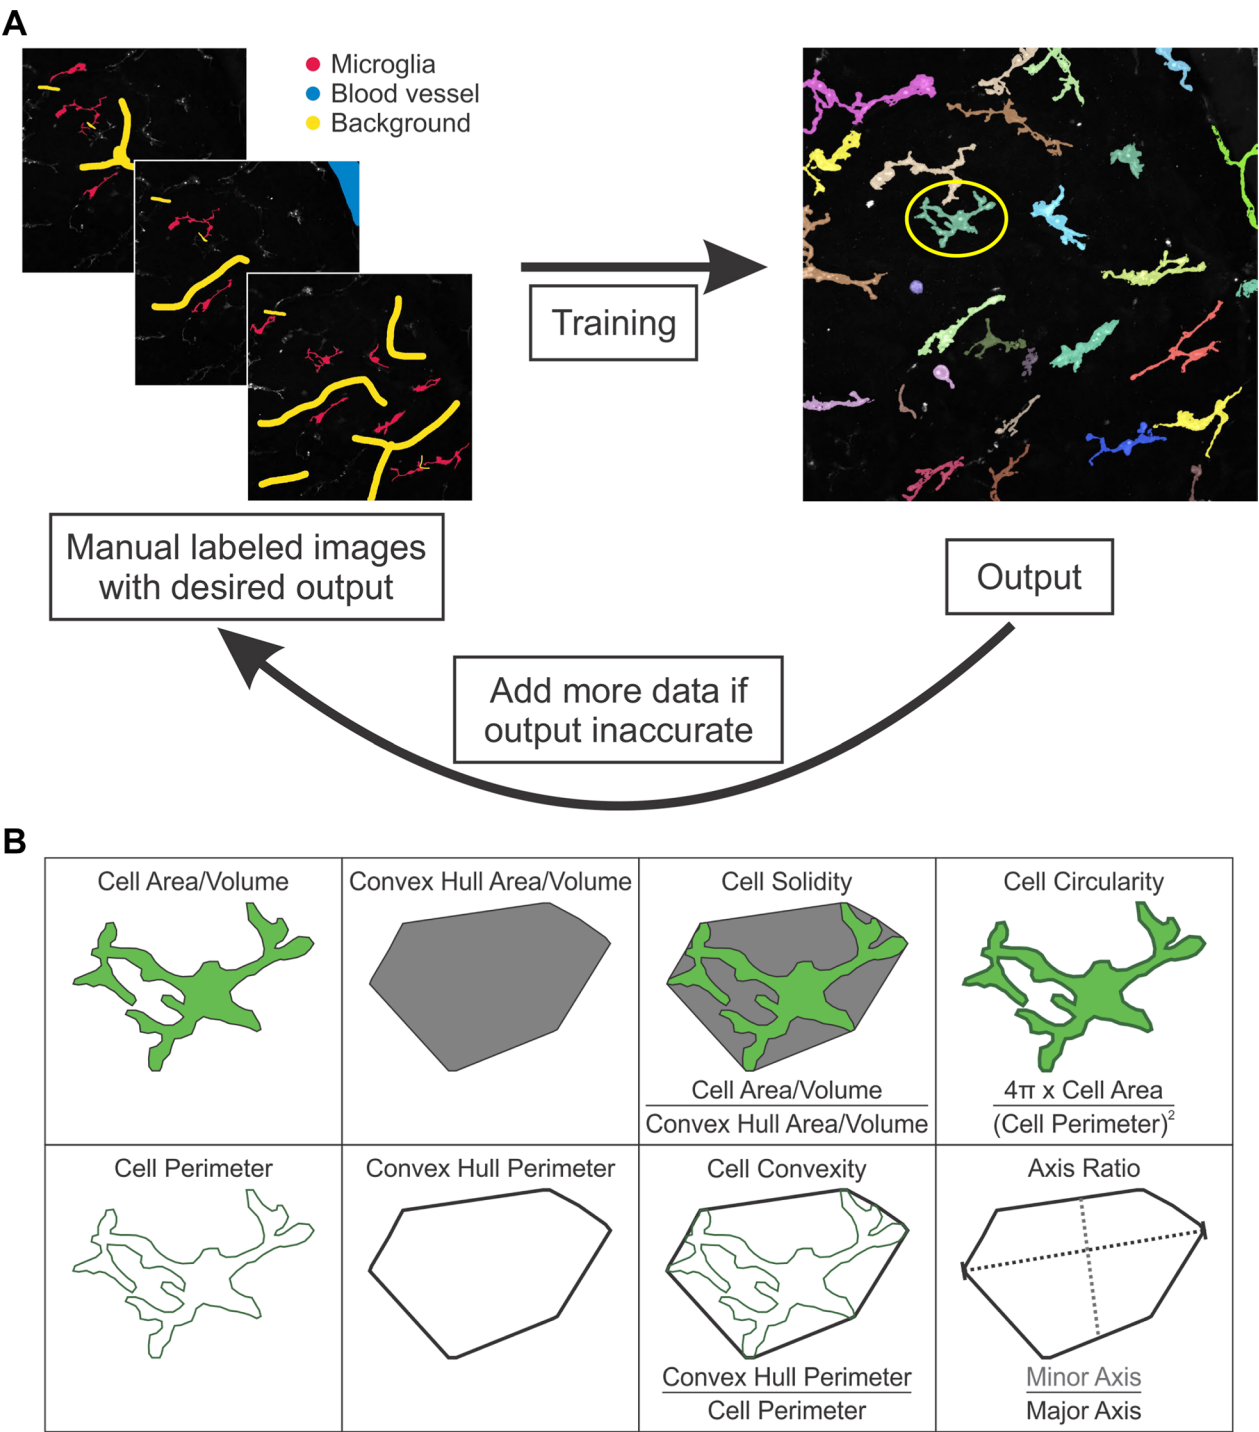 A
Microglia
Blood vessel
Background
Training
Manual labeled images
with desired output
Output
Add more data if
output inaccurate
B
Cell Area/Volume
Convex Hull Area/Volume
Cell Solidity
Cell Area/Volume
Convex Hull Area/Volume
Cell Circularity
4π x Cell Area
(Cell Perimeter)²
Cell Perimeter
Convex Hull Perimeter
Cell Convexity
Convex Hull Perimeter
Cell Perimeter
Axis Ratio
Minor Axis
Major Axis